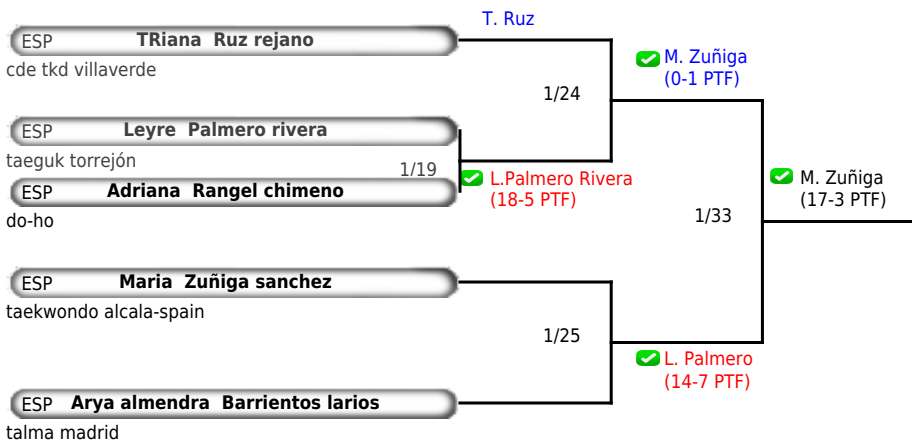 T. Ruz
ESP TRiana Ruz rejano
cde tkd villaverde
M. Zuñiga
(0-1 PTF)
1/24
ESP Leyre Palmero rivera
taeguk torrejón
1/19
L.Palmero Rivera
(18-5 PTF)
ESP Adriana Rangel chimeno
do-ho
M. Zuñiga
(17-3 PTF)
1/33
ESP Maria Zuñiga sanchez
taekwondo alcala-spain
1/25
L. Palmero
(14-7 PTF)
ESP Arya almendra Barrientos larios
talma madrid